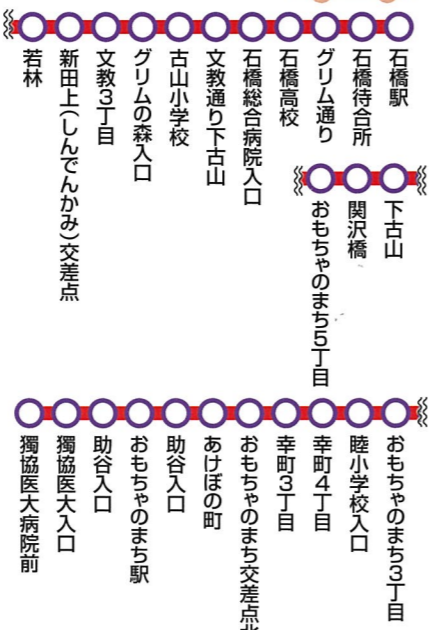 石橋駅
石橋待合所
グリム通り
石橋高校
石橋総合病院入口
文教通り下古山
古山小学校
グリムの森入口
文教3丁目
新田上(しんでんかみ)交差点
若林
下古山
関沢橋
おもちゃのまち5丁目
おもちゃのまち3丁目
睦小学校入口
幸町4丁目
幸町3丁目
おもちゃのまち交差点北
あけぼの町
助谷入口
おもちゃのまち駅
助谷入口
獨協医大入口
獨協医大病院前